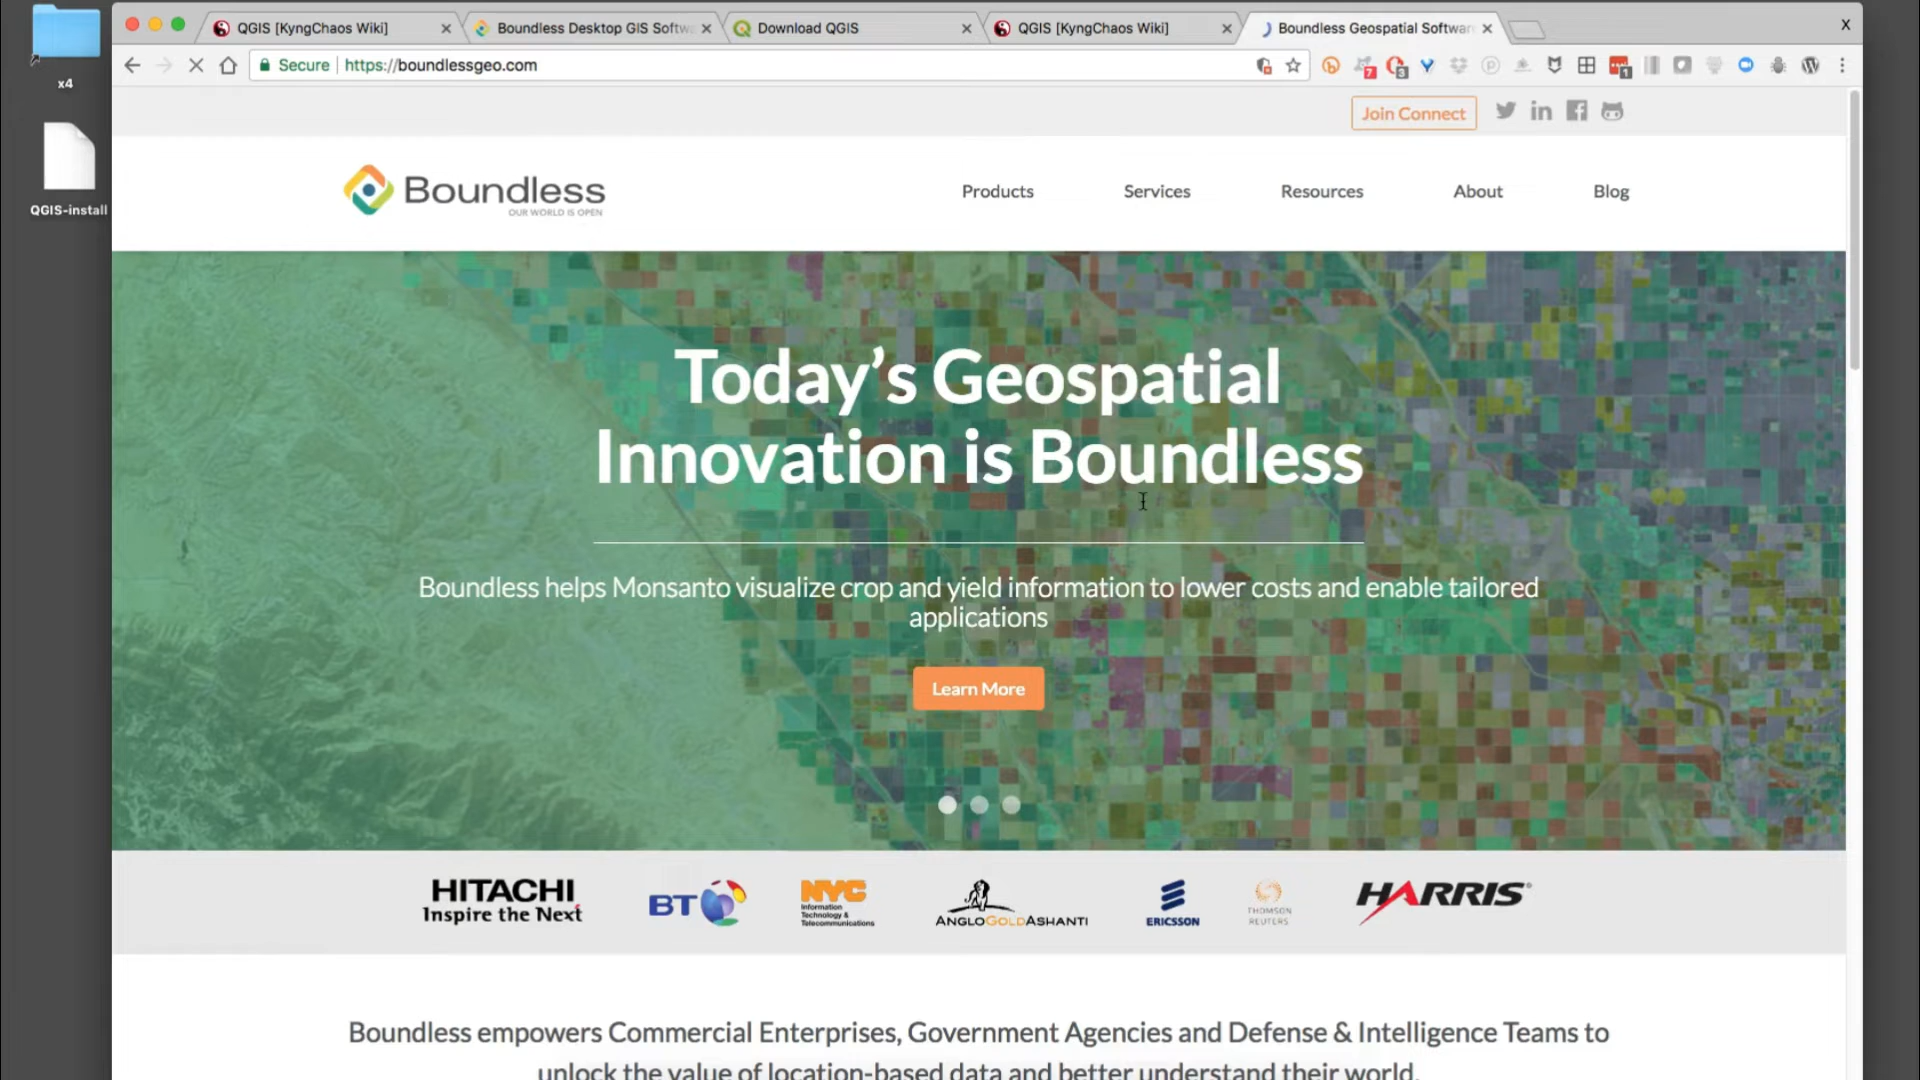 QGIS [KyngChaos Wiki]
Boundless Desktop GIS Softw
Download QGIS
QGIS [KyngChaos Wiki]
Boundless Geospatial Softwar
X
x4
QGIS-install
Secure
https://boundlessgeo.com
7
3
1
Join Connect
Boundless
OUR WORLD IS OPEN
Products
Services
Resources
About
Blog
Today’s Geospatial
Innovation is Boundless
Boundless helps Monsanto visualize crop and yield information to lower costs and enable tailored
applications
Learn More
HITACHI
Inspire the Next
BT
NYC
Information
Technology &
Telecommunications
ANGLOGOLDASHANTI
ERICSSON
THOMSON
REUTERS
HARRIS®
Boundless empowers Commercial Enterprises, Government Agencies and Defense & Intelligence Teams to
unlock the value of location-based data and better understand their world.